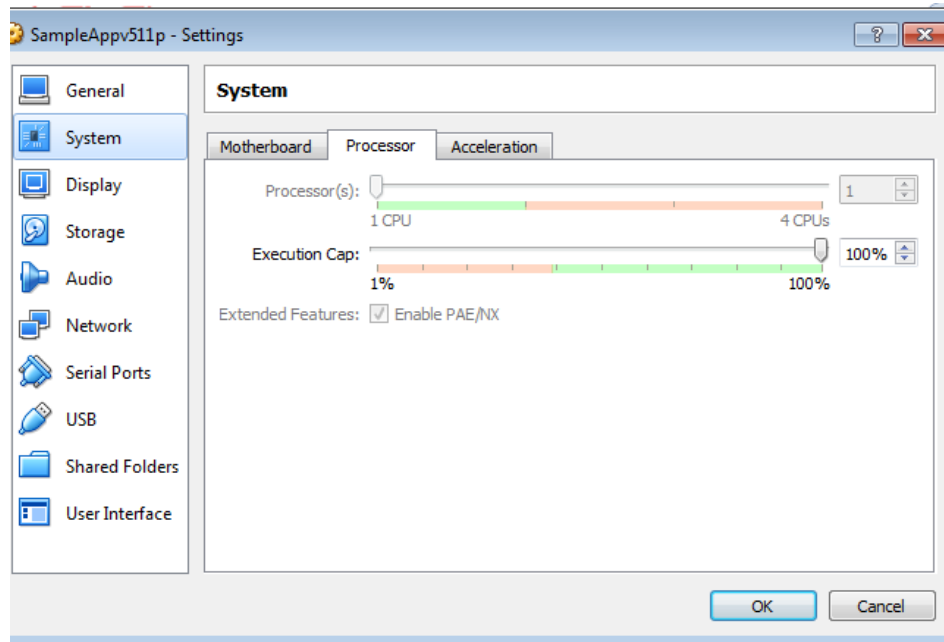 SampleAppv511p - Settings
General
System
Display
Storage
Audio
Network
Serial Ports
USB
Shared Folders
User Interface
System
Motherboard Processor Acceleration
Processor(s): 1
1 CPU 4 CPUs
Execution Cap: 100%
1% 100%
Extended Features: Enable PAE/NX
OK Cancel